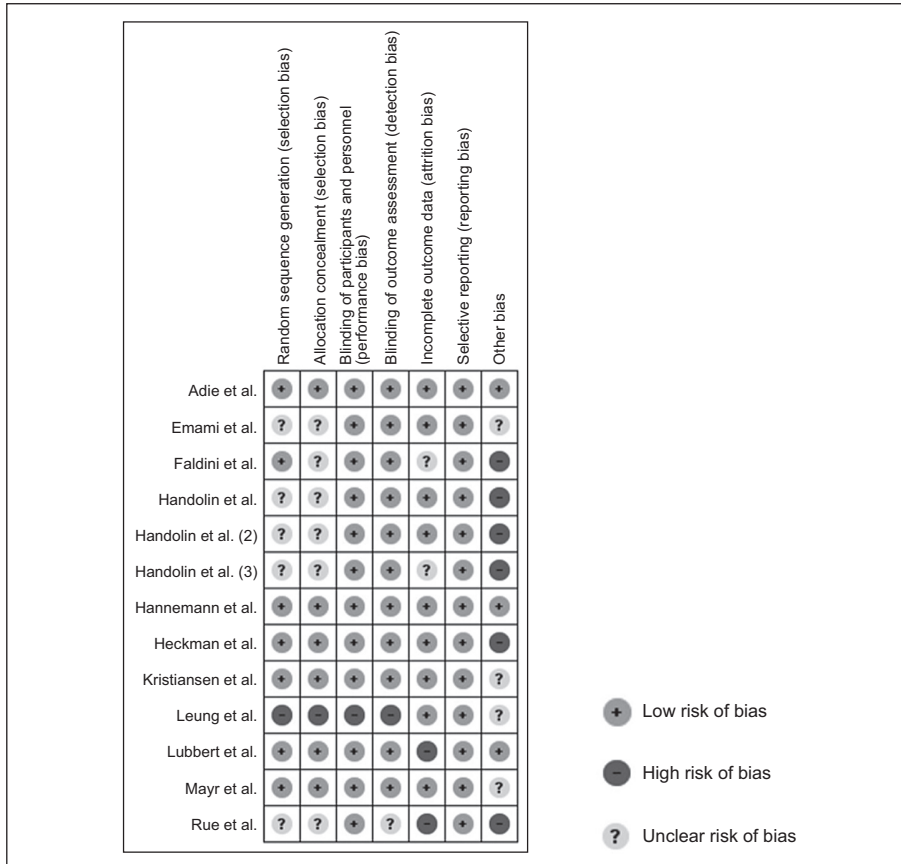 Random sequence generation (selection bias)
Allocation concealment (selection bias)
Blinding of participants and personnel
(performance bias)
Blinding of outcome assessment (detection bias)
Incomplete outcome data (attrition bias)
Selective reporting (reporting bias)
Other bias
Adie et al. + + + + + + +
Emami et al. ? ? + + + + ?
Faldini et al. + ? + + ? + -
Handolin et al. ? ? + + + + -
Handolin et al. (2) ? ? + + + + -
Handolin et al. (3) ? ? + + ? + -
Hannemann et al. + + + + + + +
Heckman et al. + + + + + + -
Kristiansen et al. + + + + + + ?
Leung et al. - - - - + + ?
Lubbert et al. + + + + - + +
Mayr et al. + + + + + + ?
Rue et al. ? ? + ? - + -
+ Low risk of bias
- High risk of bias
? Unclear risk of bias